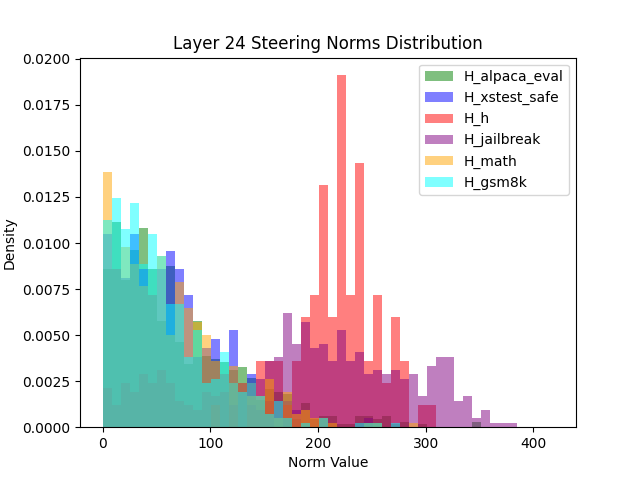 Layer 24 Steering Norms Distribution
0.0200
0.0175
0.0150
0.0125
0.0100
0.0075
0.0050
0.0025
0.0000
Density
H_alpaca_eval
H_xstest_safe
H_h
H_jailbreak
H_math
H_gsm8k
0
100
200
300
400
Norm Value